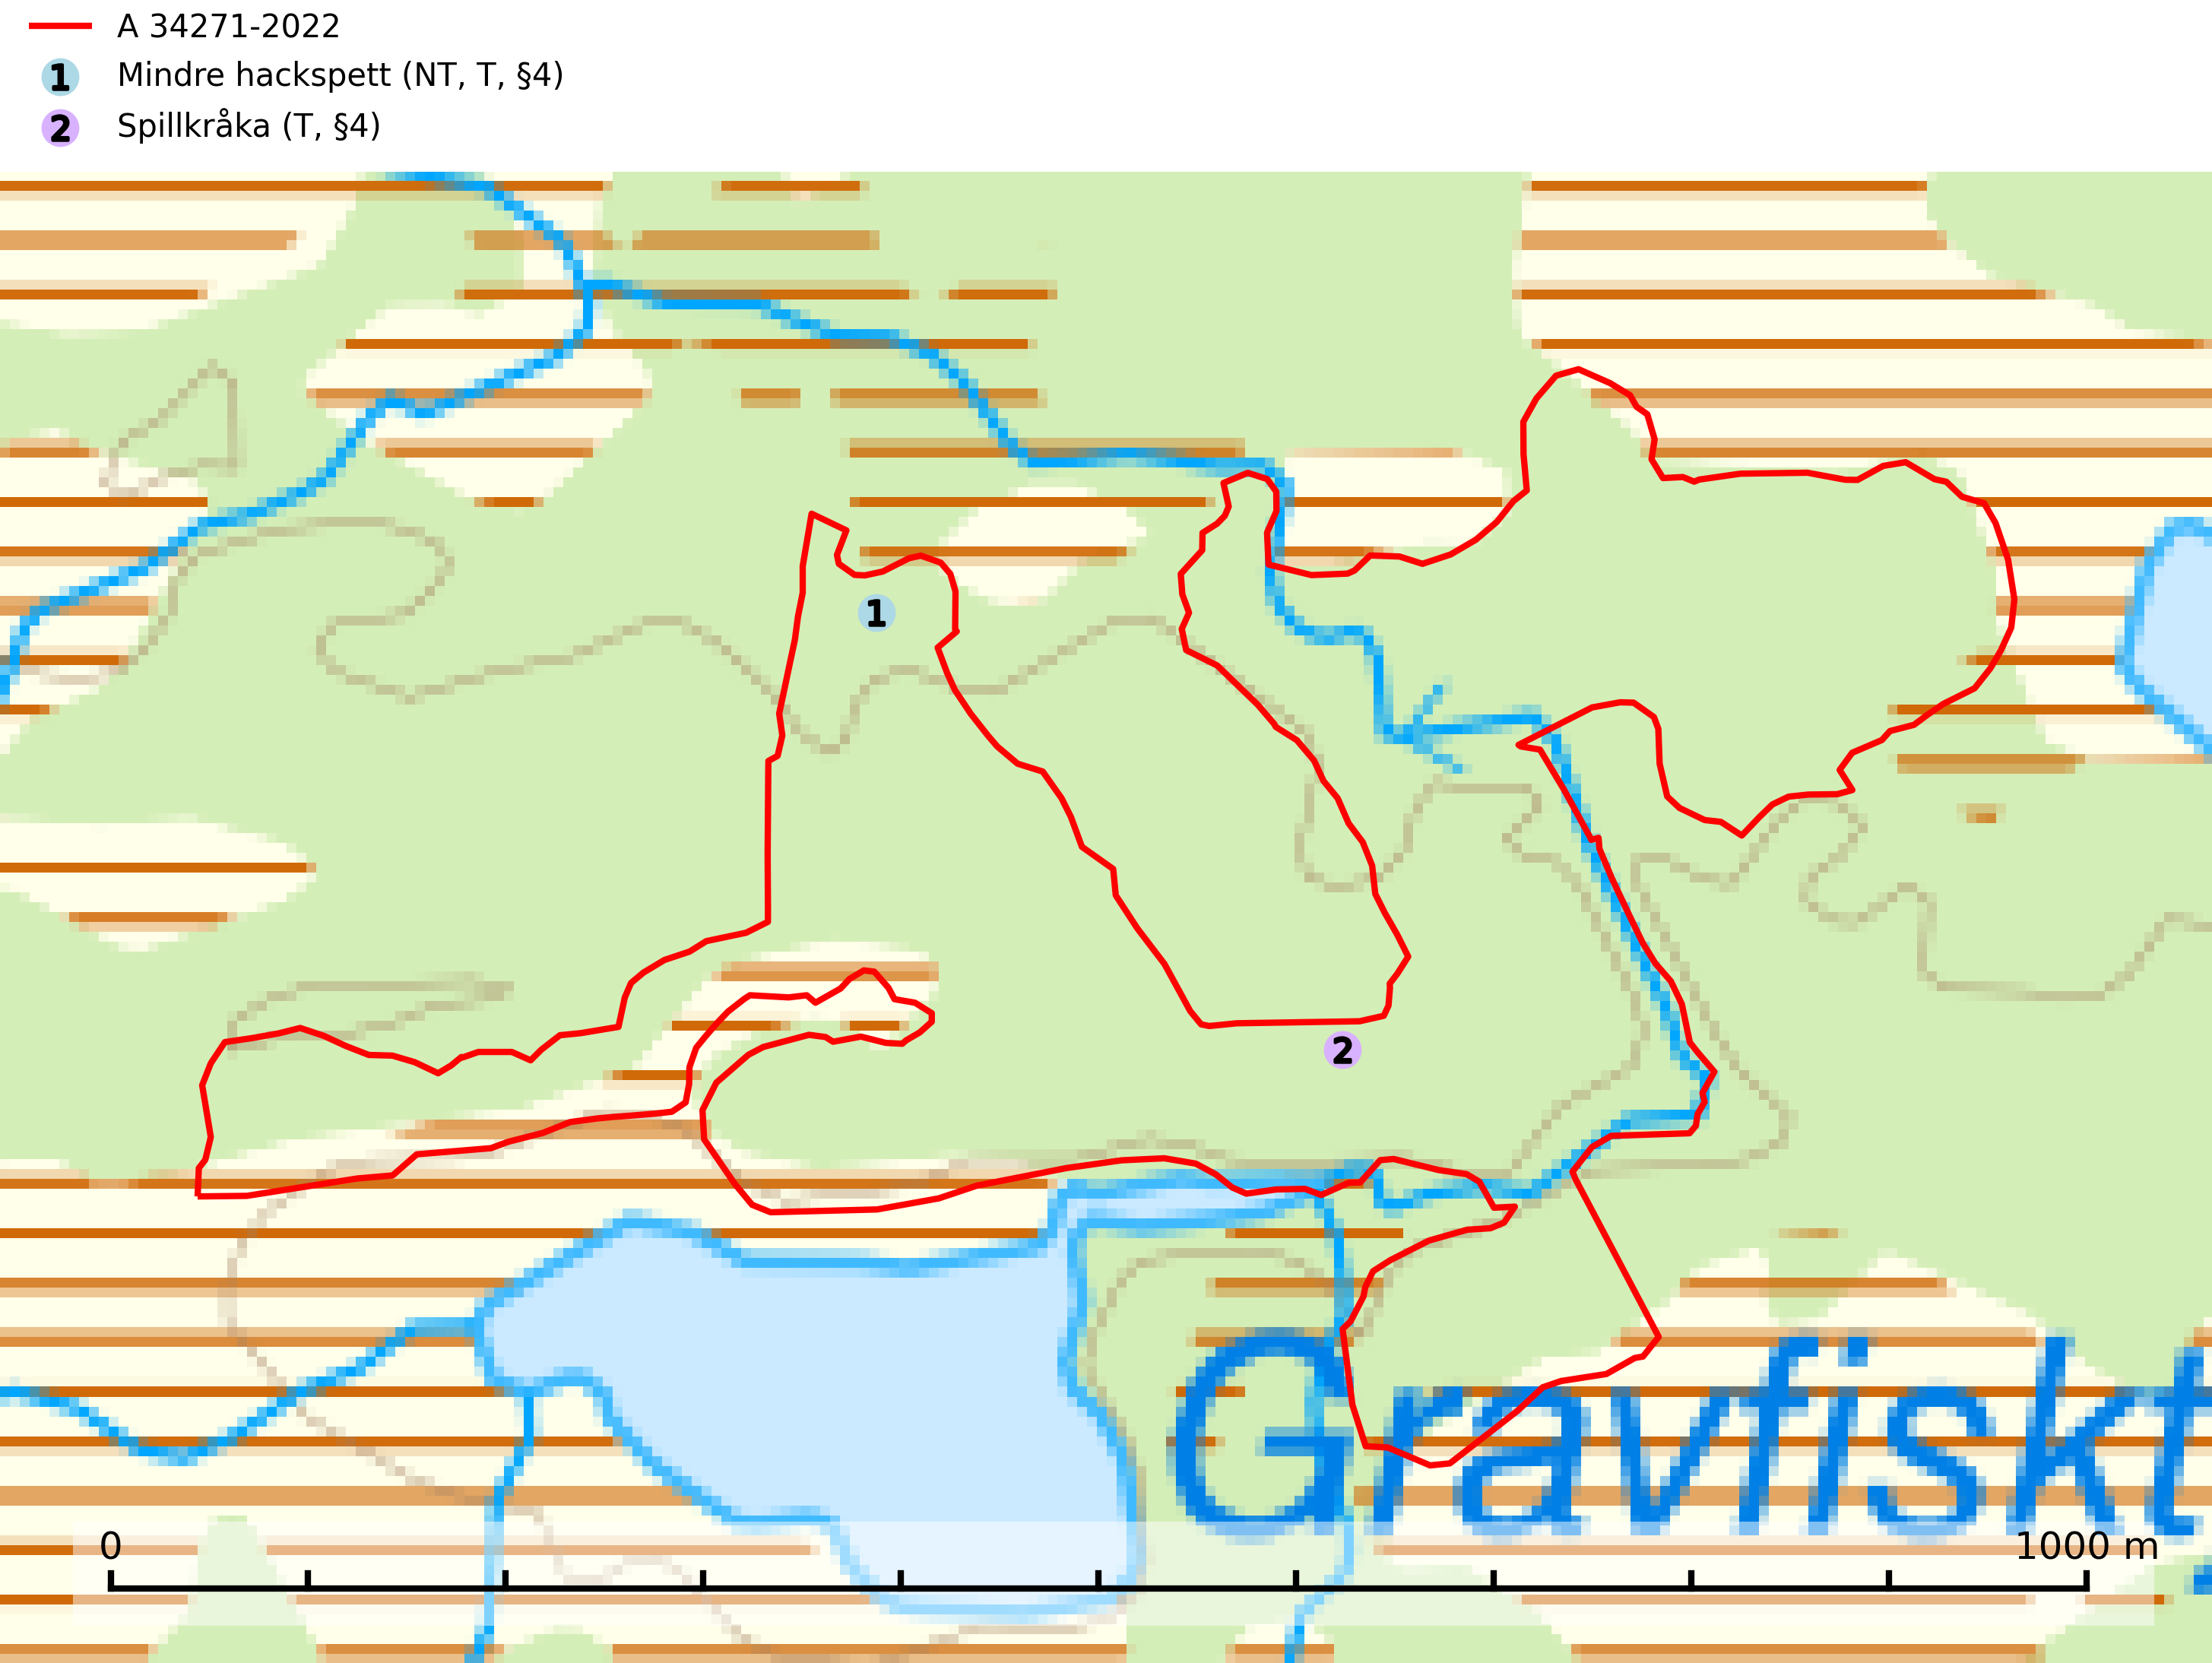 A 34271-2022
1 Mindre hackspett (NT, T, §4)
2 Spillkråka (T, §4)
1
2
Gravfiskt
0 1000 m